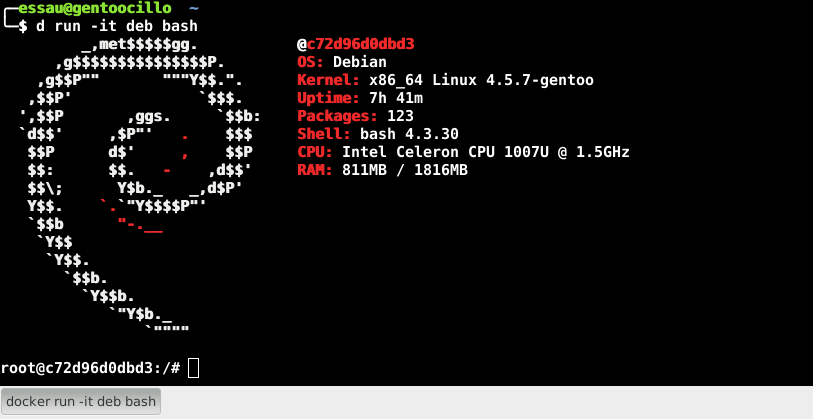 ╭─essau@gentoocillo  ~
╰─$ d run -it deb bash
         _,met$$$$$gg.           @c72d96d0dbd3
      ,g$$$$$$$$$$$$$$$P.        OS: Debian
    ,g$$P""       """Y$$.".      Kernel: x86_64 Linux 4.5.7-gentoo
   ,$$P'              `$$$.      Uptime: 7h 41m
  ',$$P       ,ggs.     `$$b:    Packages: 123
  `d$$'     ,$P"'   .    $$$     Shell: bash 4.3.30
   $$P      d$'     ,    $$P     CPU: Intel Celeron CPU 1007U @ 1.5GHz
   $$:      $$.   -    ,d$$'     RAM: 811MB / 1816MB
   $$\;      Y$b._   _,d$P'
   Y$$.    `.`"Y$$$$P"'
   `$$b      "-.__
    `Y$$
     `Y$$.
       `$$b.
         `Y$$b.
            `"Y$b._
                `""""
root@c72d96d0dbd3:/#
docker run -it deb bash